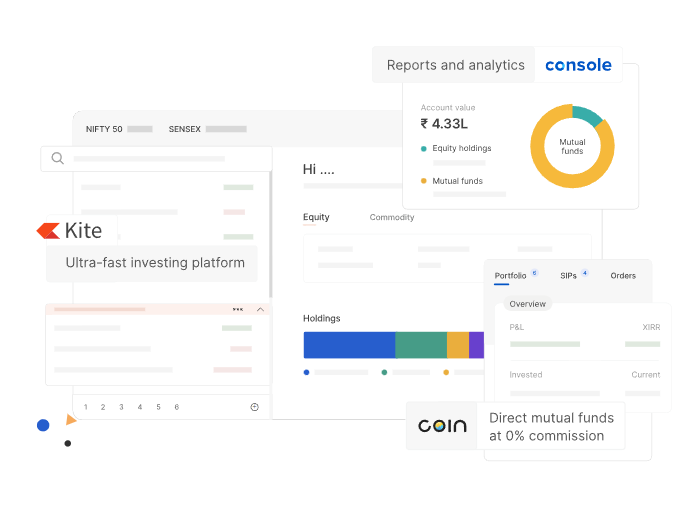 Reports and analytics
console
Account value
₹ 4.33L
Equity holdings
Mutual funds
Mutual
funds
NIFTY 50
SENSEX
Hi ....
Kite
Ultra-fast investing platform
Equity
Commodity
Holdings
1 2 3 4 5 6
Portfolio 6
SIPs 4
Orders
Overview
P&L
XIRR
Invested
Current
coin
Direct mutual funds
at 0% commission